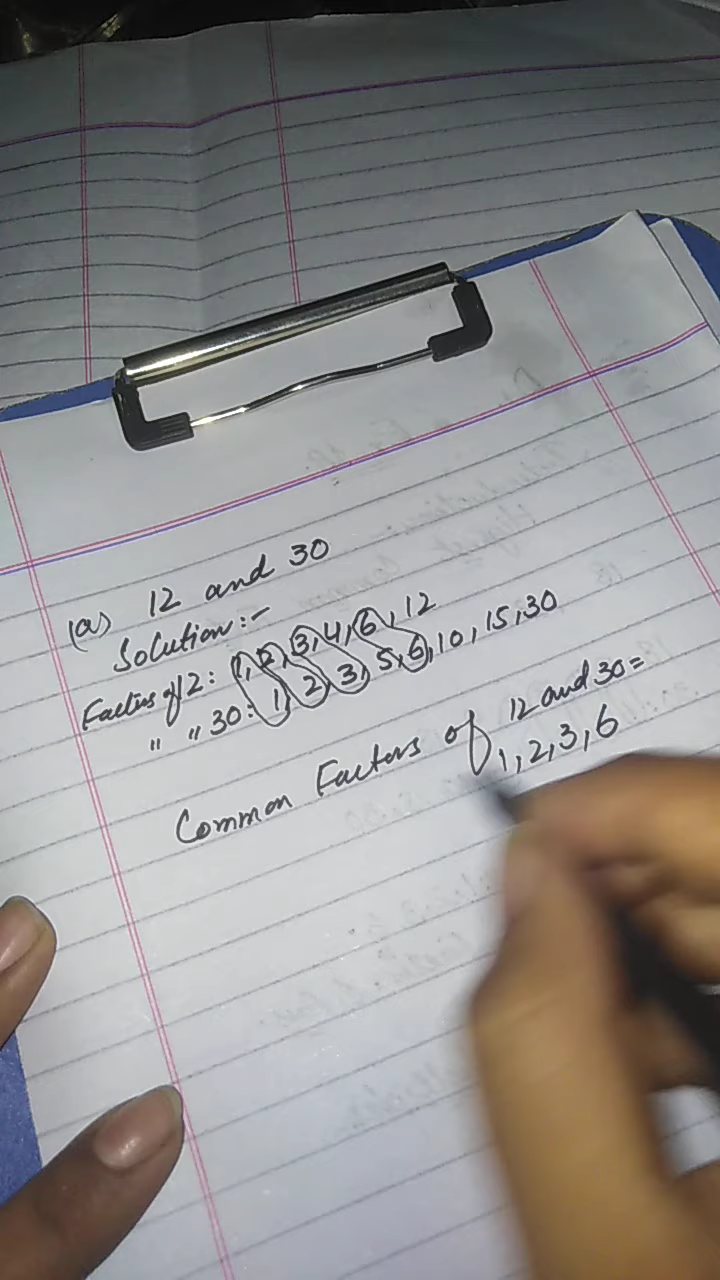 (a) 12 and 30
Solution:-
Factors of 12: 1, 2, 3, 4, 6, 12
" " 30: 1, 2, 3, 5, 6, 10, 15, 30
Common Factors of 12 and 30 =
1, 2, 3, 6